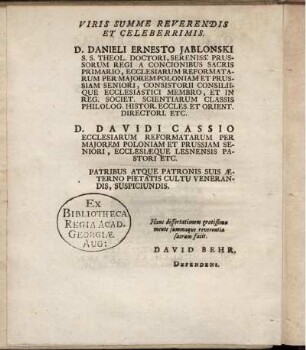 VIRIS SUMME REVERENDIS
ET CELEBERRIMIS.
D. DANIELI ERNESTO JABLONSKI
S. S. THEOL. DOCTORI, SERENISS. PRUS-
SORUM REGI A CONCIONIBUS SACRIS
PRIMARIO, ECCLESIARUM REFORMATA-
RUM PER MAJOREM POLONIAM ET PRUS-
SIAM SENIORI, CONSISTORII CONSILII-
QUE ECCLESIASTICI MEMBRO, ET IN
REG. SOCIET. SCIENTIARUM CLASSIS
PHILOLOG. HISTOR. ECCLES. ET ORIENT.
DIRECTORI. ETC.
D. DAVIDI CASSIO
ECCLESIARUM REFORMATARUM PER
MAJOREM POLONIAM ET PRUSSIAM SE-
NIORI, ECCLESIÆQUE LESNENSIS PA-
STORI ETC.
PATRIBUS ATQUE PATRONIS SUIS Æ-
TERNO PIETATIS CULTU VENERAN-
DIS, SUSPICIUNDIS.
Hanc dissertationem gratissima
mente summaque reverentia
sacram facit.
DAVID BEHR,
DEFENDENS.
EX
BIBLIOTHECA
REGIA ACAD.
GEORGIÆ
AUG: